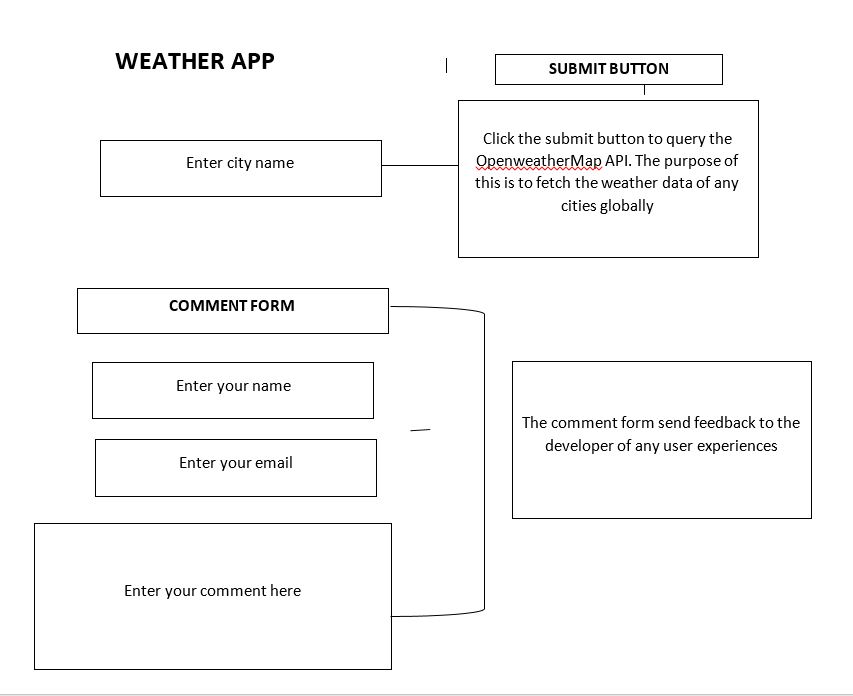 WEATHER APP
SUBMIT BUTTON
Enter city name
Click the submit button to query the
OpenweatherMap API. The purpose of
this is to fetch the weather data of any
cities globally
COMMENT FORM
Enter your name
Enter your email
Enter your comment here
The comment form send feedback to the
developer of any user experiences